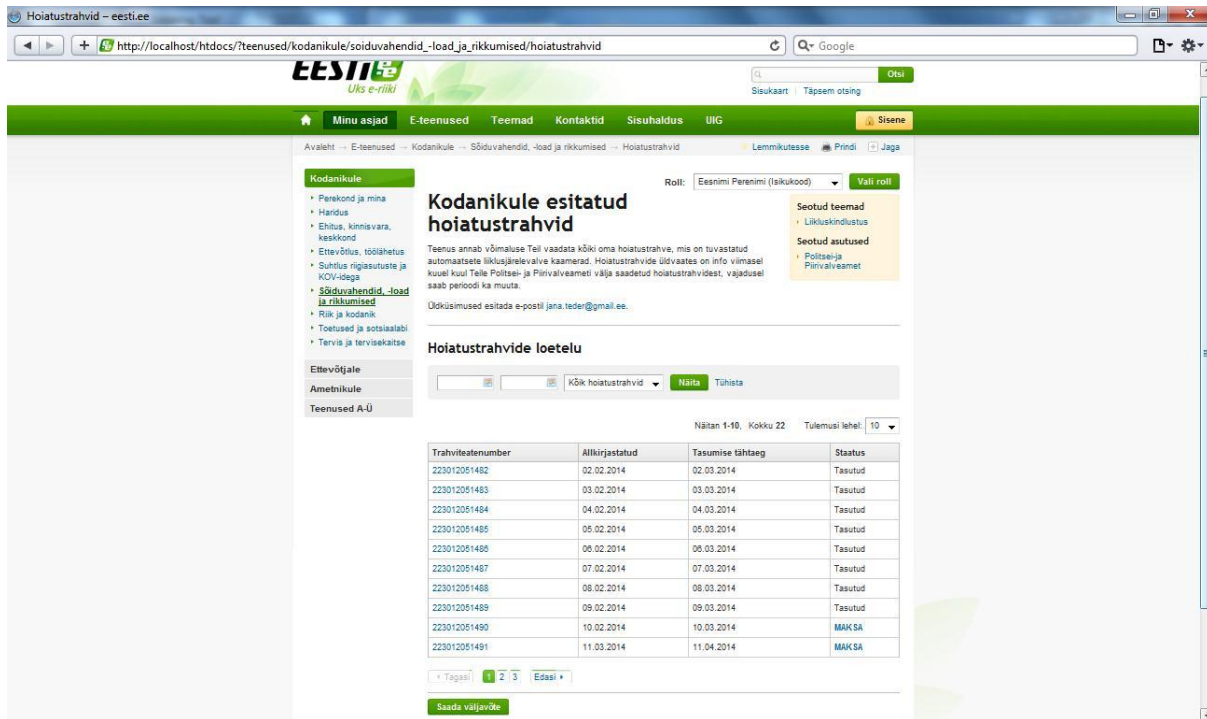 Hoiatustrahvid – eesti.ee
http://localhost/htdocs/?teenused/kodanikule/soiduvahendid_-load_ja_rikkumised/hoiatustrahvid
Google
EESTI.ee
Uks e-riiki
Otsi
Sisukaart | Täpsem otsing
Minu asjad E-teenused Teemad Kontaktid Sisuhaldus UIG Sisene
Avaleht → E-teenused → Kodanikule → Sõiduvahendid, -load ja rikkumised → Hoiatustrahvid Lemmikutesse Prindi Jaga
Kodanikule
Perekond ja mina
Haridus
Ehitus, kinnisvara,
keskkond
Ettevõtlus, töölähetus
Suhtlus riigiasutuste ja
KOV-idega
Sõiduvahendid, -load
ja rikkumised
Riik ja kodanik
Toetused ja sotsiaalabi
Tervis ja tervisekaitse
Ettevõtjale
Ametnikule
Teenused A-Ü
Roll: Eesnimi Perenimi (Isikukood) Vali roll
Kodanikule esitatud
hoiatustrahvid
Teenus annab võimaluse Teil vaadata kõiki oma hoiatustrahve, mis on tuvastatud
automaatsete liiklusjärelevalve kaamerad. Hoiatustrahvide üldvaates on info viimasel
kuuel kuul Teile Politsei- ja Piirivalveameti välja saadetud hoiatustrahvidest, vajadusel
saab perioodi ka muuta.
Üldküsimused esitada e-postil jana.teder@gmail.ee.
Seotud teemad
Liikluskindlustus
Seotud asutused
Politsei-ja
Piirivalveamet
Hoiatustrahvide loetelu
Kõik hoiatustrahvid Näita Tühista
Näitan 1-10, Kokku 22 Tulemusi lehel: 10
Trahviteatenumber Allkirjastatud Tasumise tähtaeg Staatus
223012051482 02.02.2014 02.03.2014 Tasutud
223012051483 03.02.2014 03.03.2014 Tasutud
223012051484 04.02.2014 04.03.2014 Tasutud
223012051485 05.02.2014 05.03.2014 Tasutud
223012051486 06.02.2014 06.03.2014 Tasutud
223012051487 07.02.2014 07.03.2014 Tasutud
223012051488 08.02.2014 08.03.2014 Tasutud
223012051489 09.02.2014 09.03.2014 Tasutud
223012051490 10.02.2014 10.03.2014 MAKSA
223012051491 11.03.2014 11.04.2014 MAKSA
Tagasi 1 2 3 Edasi
Saada väljavõte